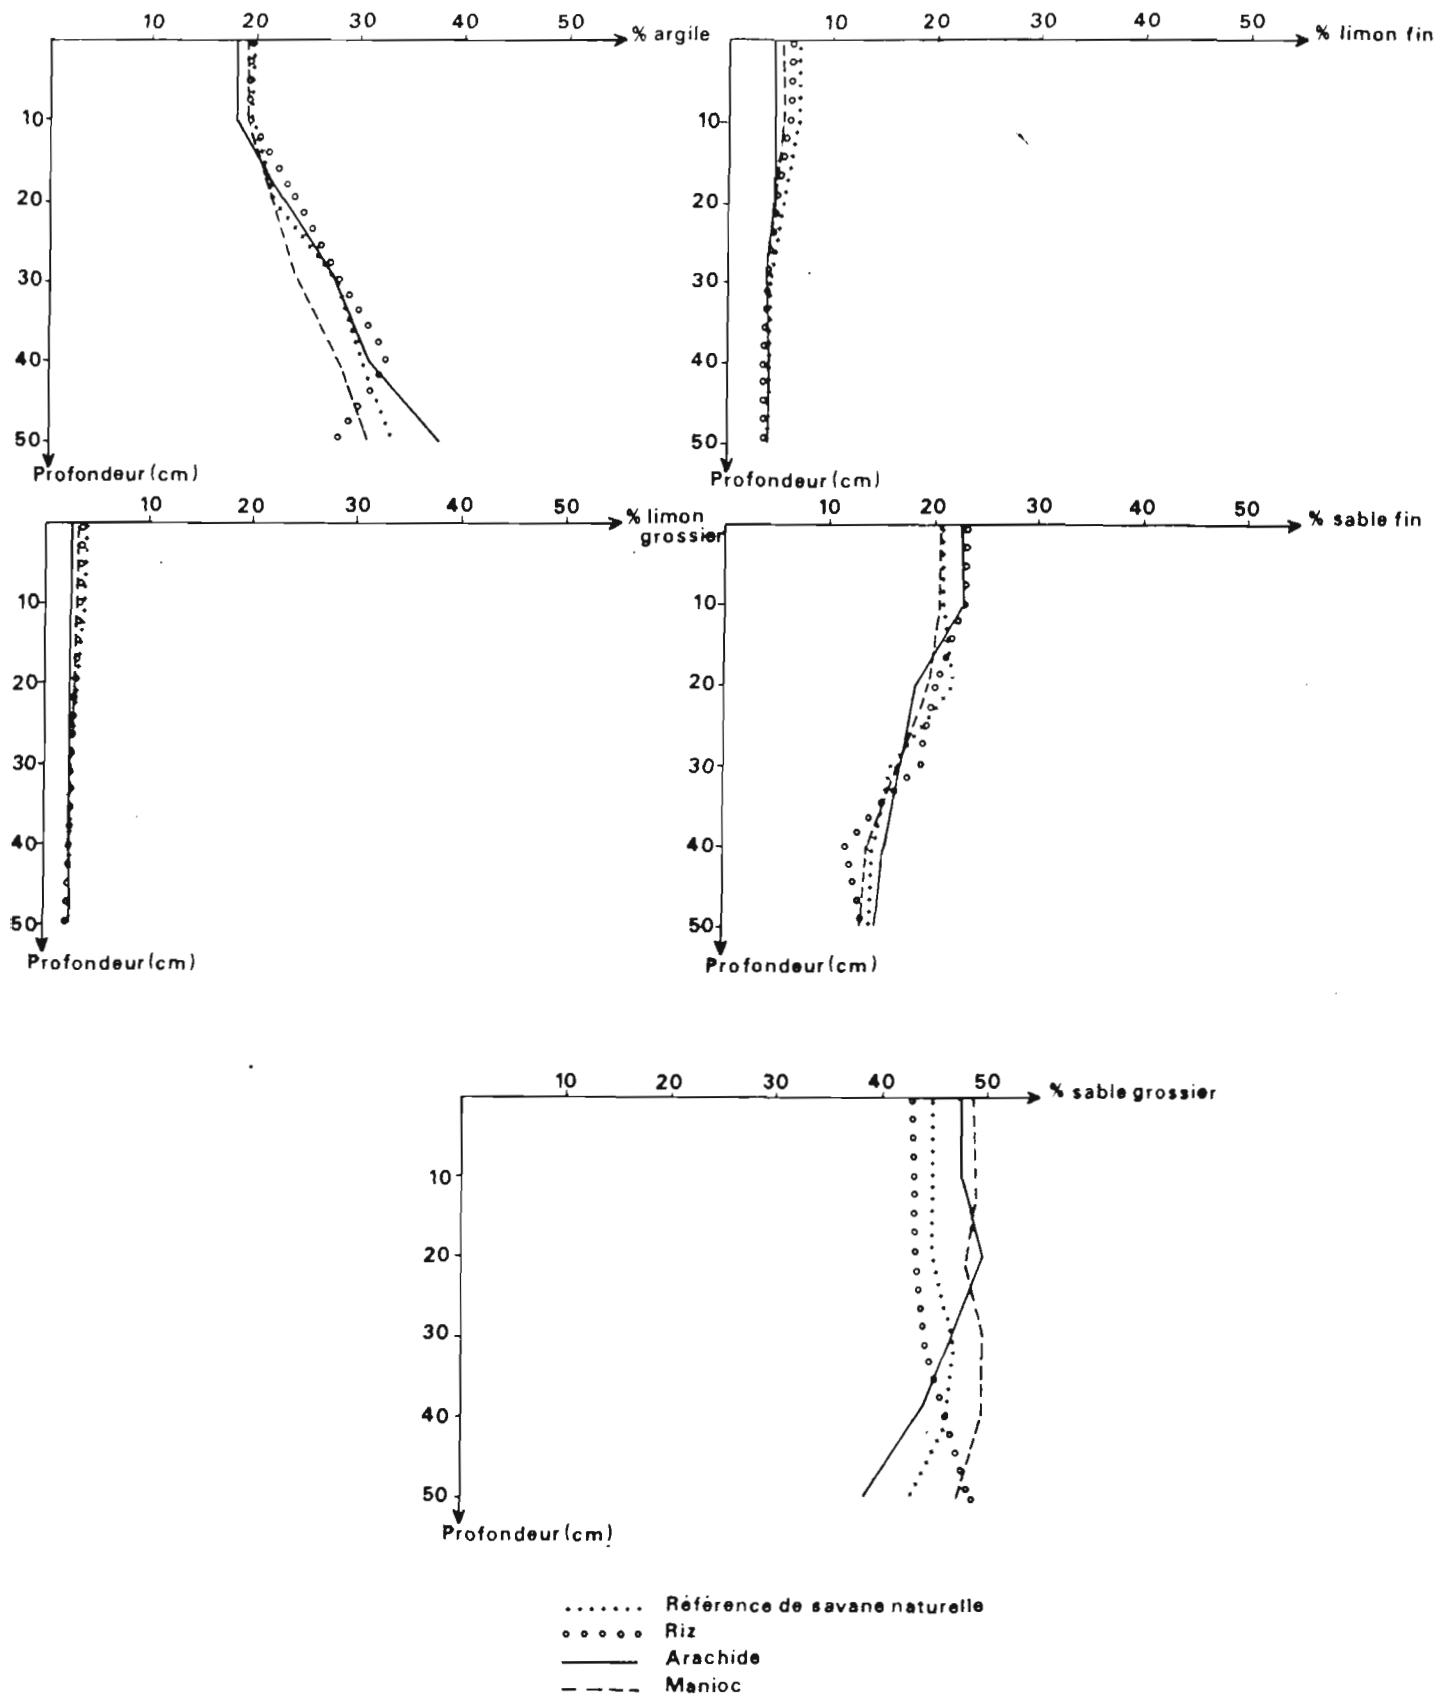 10 20 30 40 50 % argile
10
20
30
40
50
Profondeur (cm)
10 20 30 40 50 % limon fin
10
20
30
40
50
Profondeur (cm)
10 20 30 40 50 % limon
grossier
10
20
30
40
50
Profondeur (cm)
10 20 30 40 50 % sable fin
10
20
30
40
50
Profondeur (cm)
10 20 30 40 50 % sable grossier
10
20
30
40
50
Profondeur (cm)
Référence de savane naturelle
Riz
Arachide
Manioc